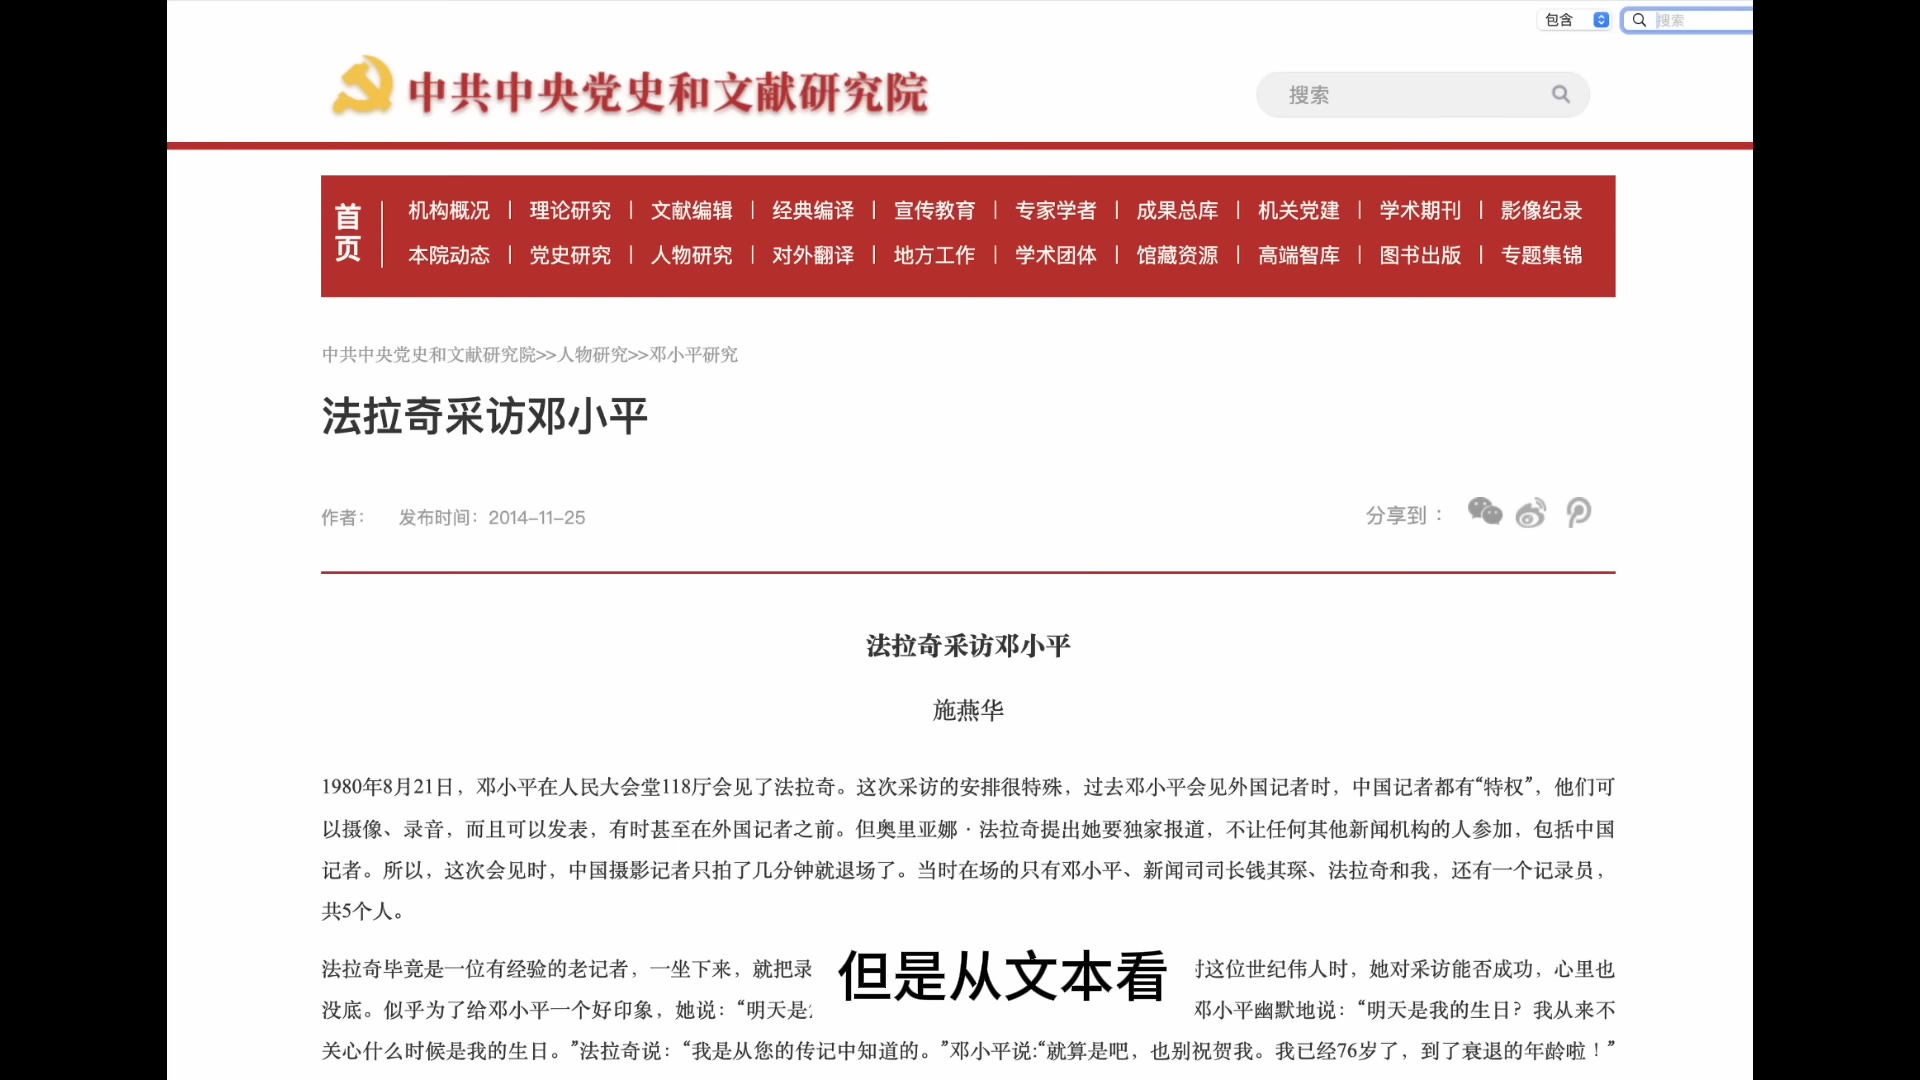 包含
搜索
中共中央党史和文献研究院
搜索
首页
机构概况 | 理论研究 | 文献编辑 | 经典编译 | 宣传教育 | 专家学者 | 成果总库 | 机关党建 | 学术期刊 | 影像纪录
本院动态 | 党史研究 | 人物研究 | 对外翻译 | 地方工作 | 学术团体 | 馆藏资源 | 高端智库 | 图书出版 | 专题集锦
中共中央党史和文献研究院>>人物研究>>邓小平研究
法拉奇采访邓小平
作者： 发布时间：2014-11-25
分享到：
法拉奇采访邓小平
施燕华
1980年8月21日，邓小平在人民大会堂118厅会见了法拉奇。这次采访的安排很特殊，过去邓小平会见外国记者时，中国记者都有“特权”，他们可
以摄像、录音，而且可以发表，有时甚至在外国记者之前。但奥里亚娜·法拉奇提出她要独家报道，不让任何其他新闻机构的人参加，包括中国
记者。所以，这次会见时，中国摄影记者只拍了几分钟就退场了。当时在场的只有邓小平、新闻司司长钱其琛、法拉奇和我，还有一个记录员，
共5个人。
法拉奇毕竟是一位有经验的老记者，一坐下来，就把录 这位世纪伟人时，她对采访能否成功，心里也
但是从文本看
没底。似乎为了给邓小平一个好印象，她说：“明天是 邓小平幽默地说：“明天是我的生日？我从来不
关心什么时候是我的生日。”法拉奇说：“我是从您的传记中知道的。”邓小平说:“就算是吧，也别祝贺我。我已经76岁了，到了衰退的年龄啦！”